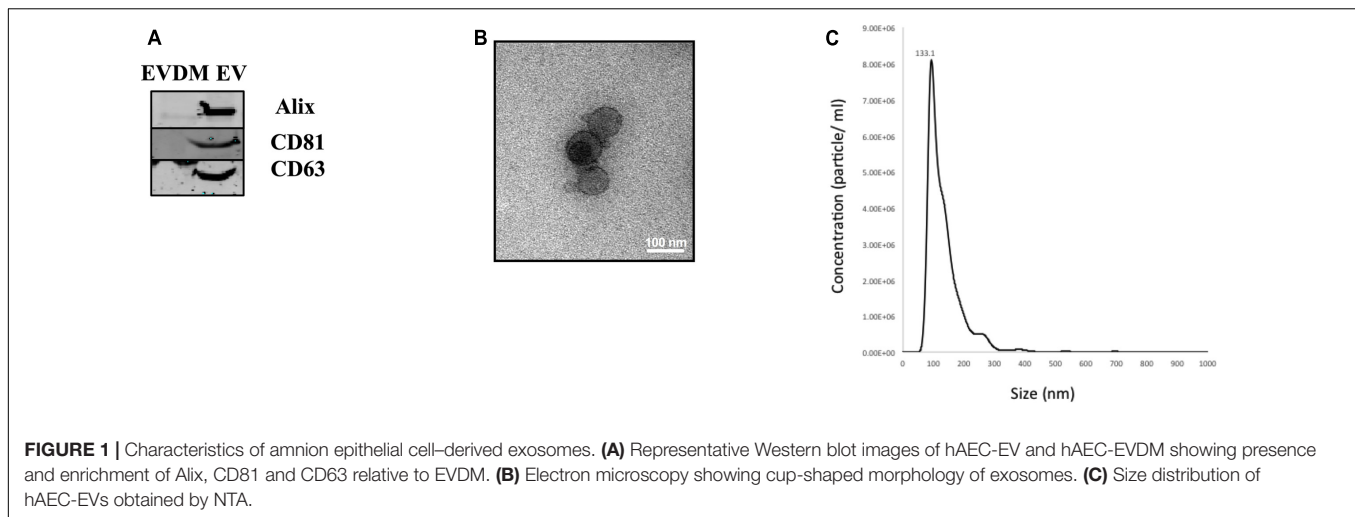 A
EVDM EV
Alix
CD81
CD63
B
100 nm
C
9.00E+06
8.00E+06
7.00E+06
6.00E+06
5.00E+06
4.00E+06
3.00E+06
2.00E+06
1.00E+06
0.00E+00
133.1
Concentration (particle/ ml)
0 100 200 300 400 500 600 700 800 900 1000
Size (nm)
FIGURE 1 | Characteristics of amnion epithelial cell–derived exosomes. (A) Representative Western blot images of hAEC-EV and hAEC-EVDM showing presence
and enrichment of Alix, CD81 and CD63 relative to EVDM. (B) Electron microscopy showing cup-shaped morphology of exosomes. (C) Size distribution of
hAEC-EVs obtained by NTA.